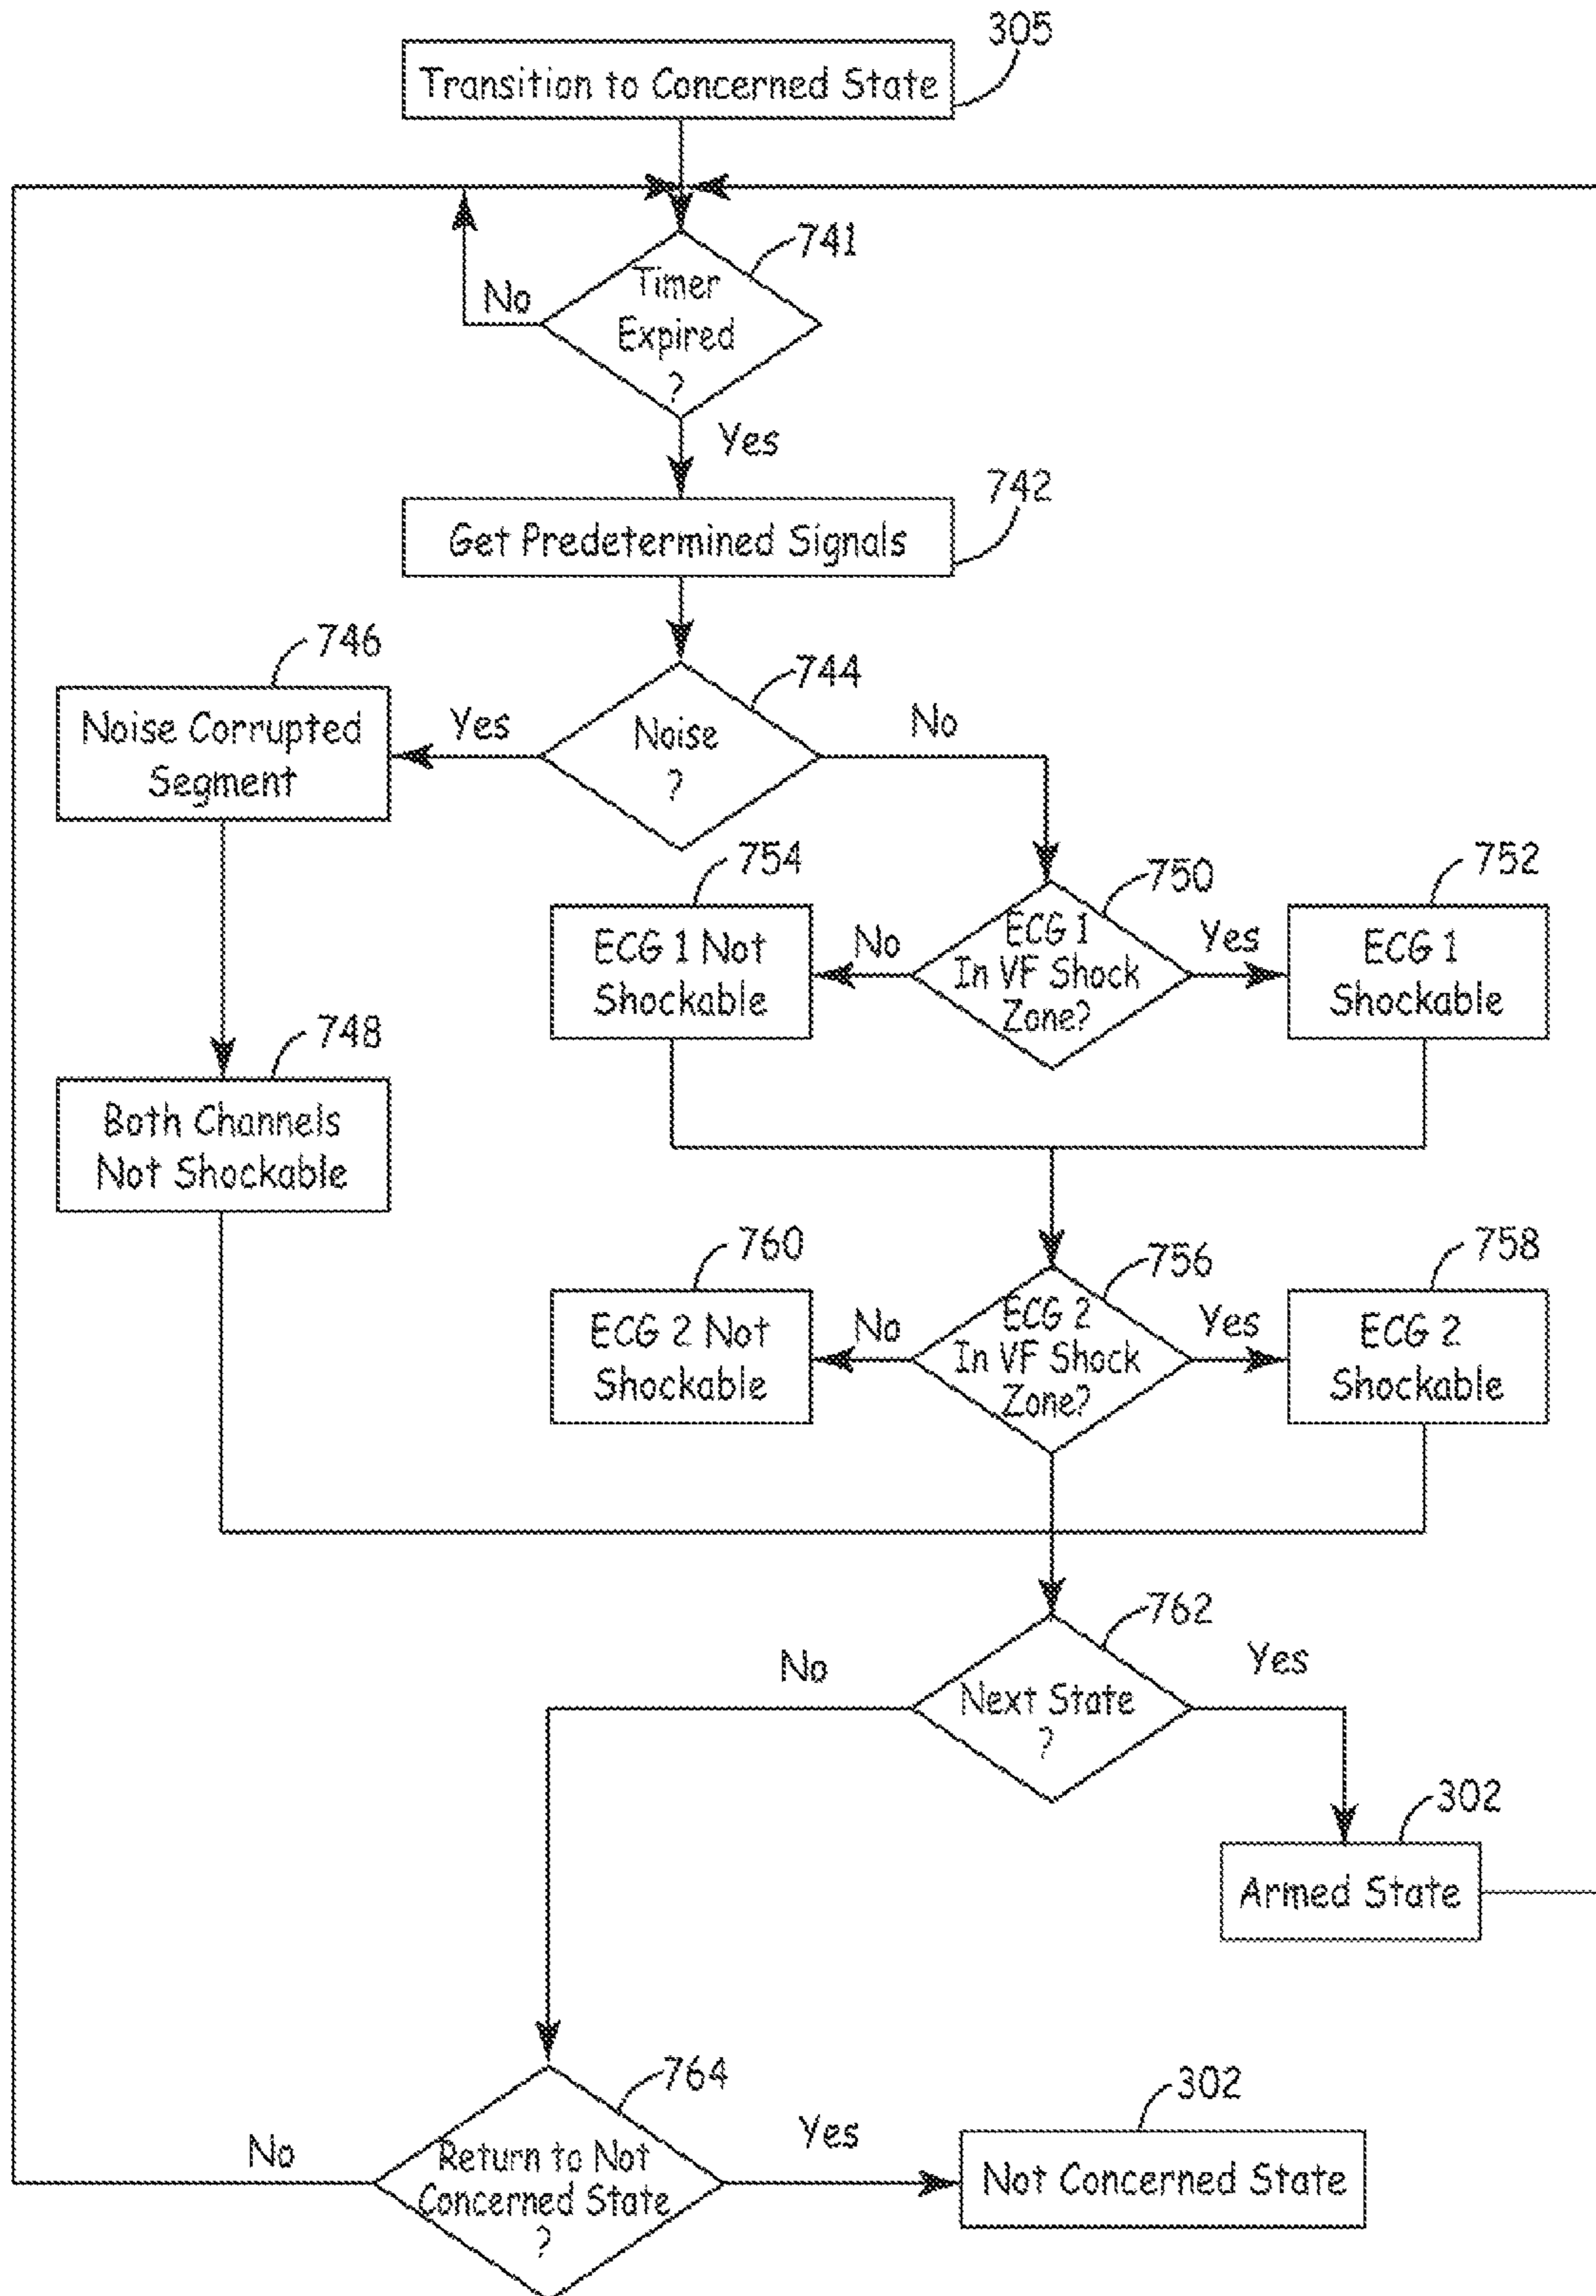 305
Transition to Concerned State
741
Timer
Expired
?
No
Yes
742
Get Predetermined Signals
746
744
Noise Corrupted
Segment
Yes
Noise
?
No
754
750
752
ECG 1 Not
Shockable
No
ECG 1
In VF Shock
Zone?
Yes
ECG 1
Shockable
748
Both Channels
Not Shockable
760
756
758
ECG 2 Not
Shockable
No
ECG 2
In VF Shock
Zone?
Yes
ECG 2
Shockable
762
No
Next State
?
Yes
302
Armed State
764
302
No
Return to Not
Concerned State
?
Yes
Not Concerned State